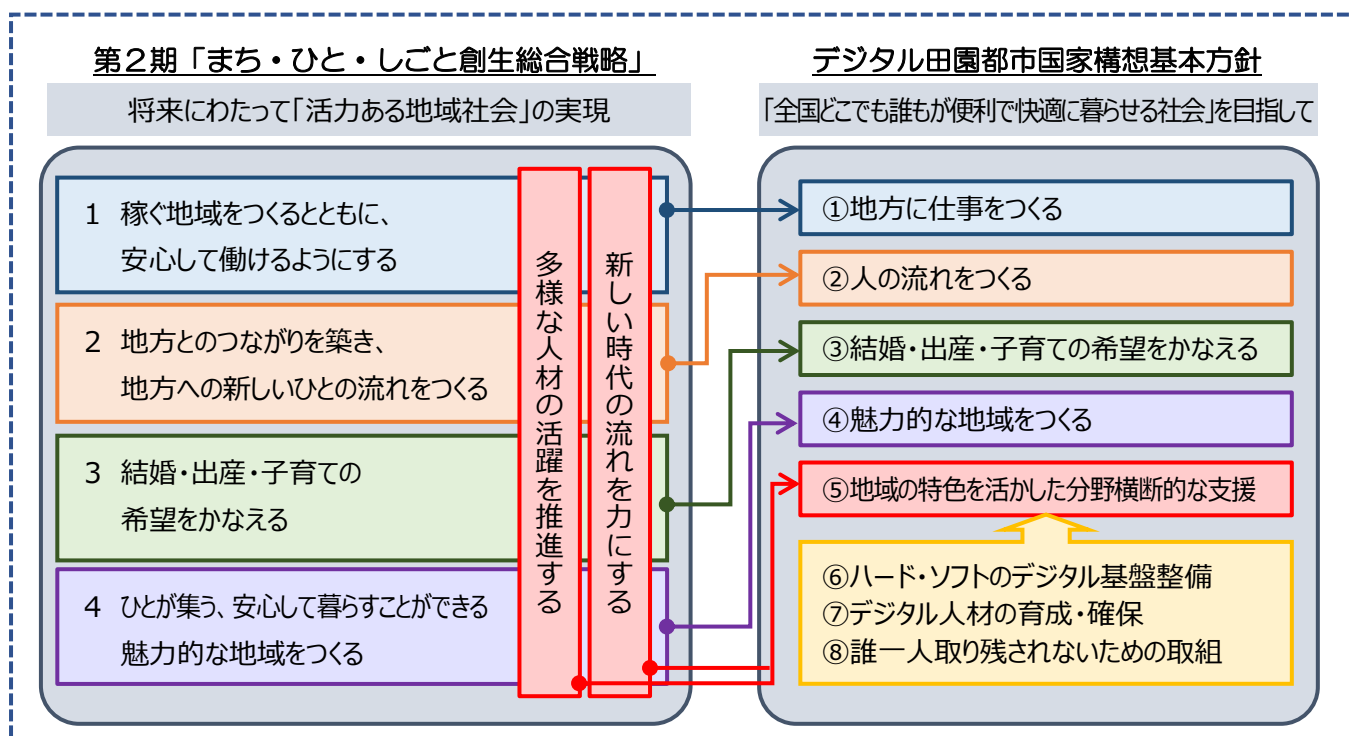 第２期「まち・ひと・しごと創生総合戦略」
将来にわたって「活力ある地域社会」の実現
1 稼ぐ地域をつくるとともに、
安心して働けるようにする
2 地方とのつながりを築き、
地方への新しいひとの流れをつくる
3 結婚・出産・子育ての
希望をかなえる
4 ひとが集う、安心して暮らすことができる
魅力的な地域をつくる
多様な人材の活躍を推進する
新しい時代の流れを力にする
デジタル田園都市国家構想基本方針
「全国どこでも誰もが便利で快適に暮らせる社会」を目指して
①地方に仕事をつくる
②人の流れをつくる
③結婚・出産・子育ての希望をかなえる
④魅力的な地域をつくる
⑤地域の特色を活かした分野横断的な支援
⑥ハード・ソフトのデジタル基盤整備
⑦デジタル人材の育成・確保
⑧誰一人取り残されないための取組